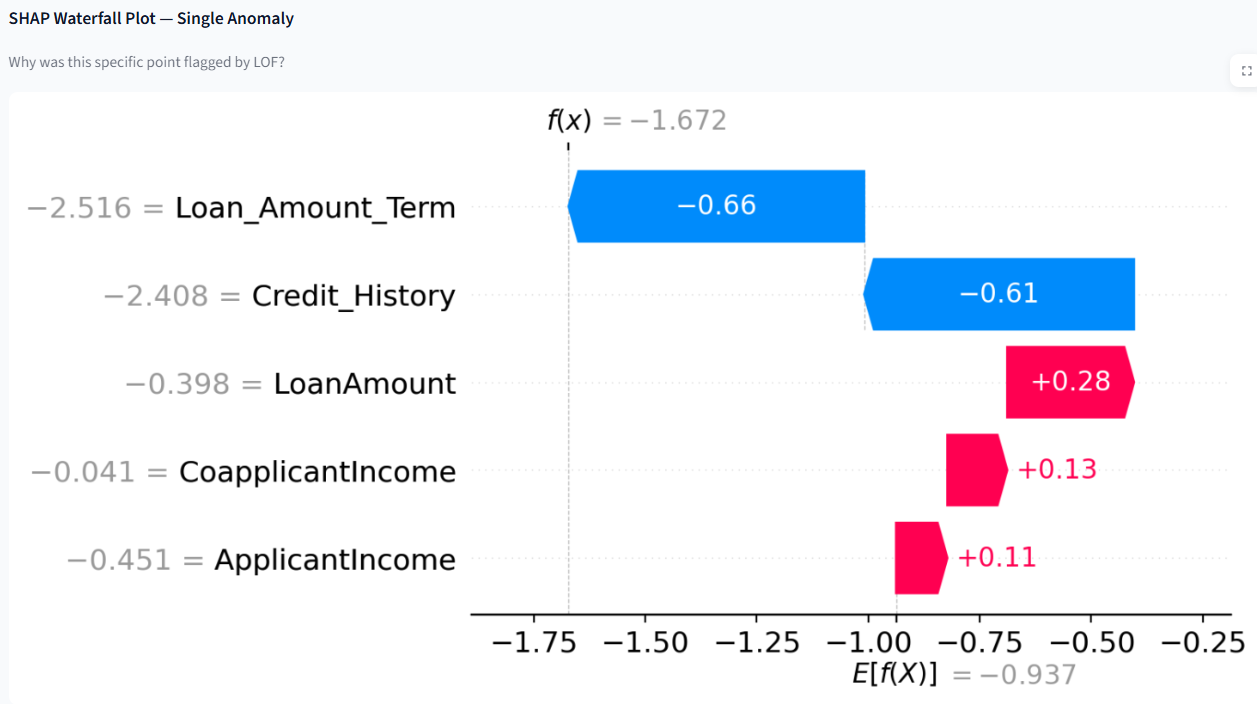 SHAP Waterfall Plot — Single Anomaly
Why was this specific point flagged by LOF?
f(x) = −1.672
−2.516 = Loan_Amount_Term −0.66
−2.408 = Credit_History −0.61
−0.398 = LoanAmount +0.28
−0.041 = CoapplicantIncome +0.13
−0.451 = ApplicantIncome +0.11
−1.75 −1.50 −1.25 −1.00 −0.75 −0.50 −0.25
E[f(X)] = −0.937